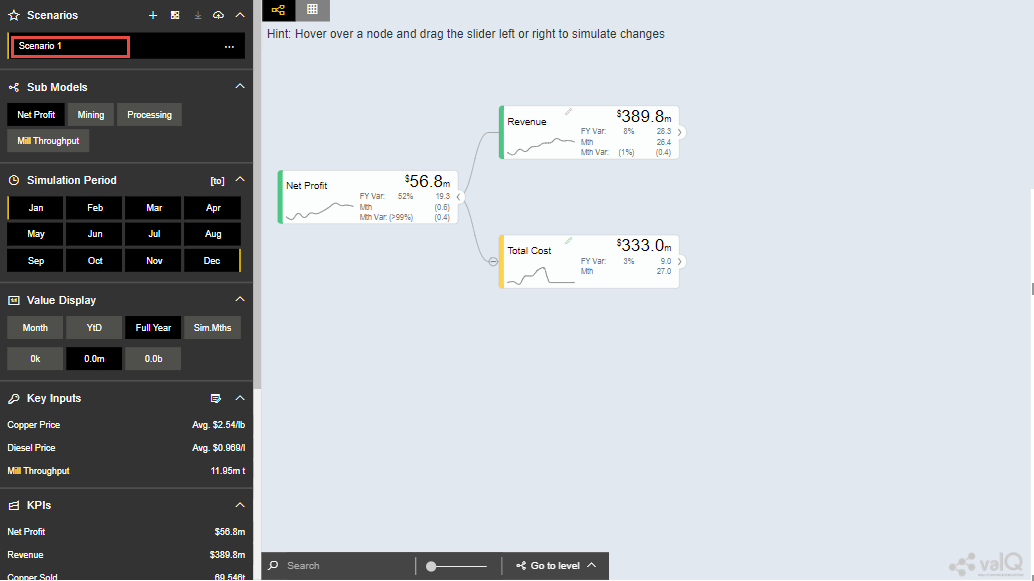 Scenarios
Scenario 1
Sub Models
Net Profit Mining Processing
Mill Throughput
Simulation Period [to]
Jan Feb Mar Apr
May Jun Jul Aug
Sep Oct Nov Dec
Value Display
Month YtD Full Year Sim.Mths
0k 0.0m 0.0b
Key Inputs
Copper Price Avg. $2.54/lb
Diesel Price Avg. $0.969/l
Mill Throughput 11.95m t
KPIs
Net Profit $56.8m
Revenue $389.8m
Copper Sold 69,546t
Hint: Hover over a node and drag the slider left or right to simulate changes
Net Profit $56.8m
FY Var: 52% 19.3
Mth (0.6)
Mth Var: (>99%) (0.4)
Revenue $389.8m
FY Var: 8% 28.3
Mth 26.4
Mth Var: (1%) (0.4)
Total Cost $333.0m
FY Var: 3% 9.0
Mth 27.0
Search
Go to level
valQ